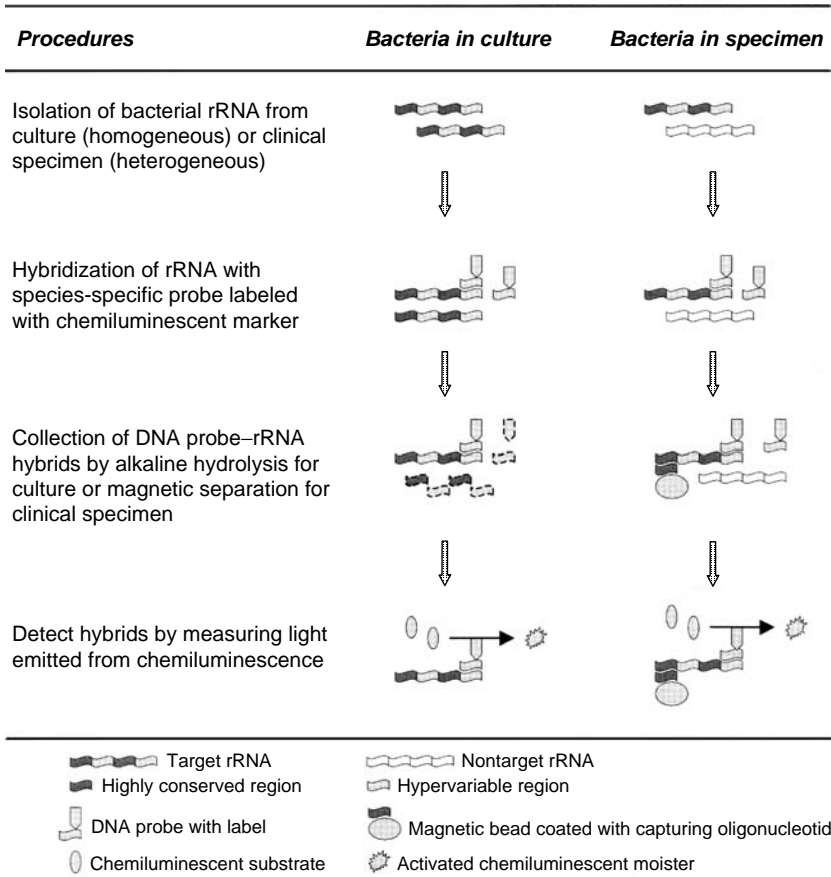 Procedures Bacteria in culture Bacteria in specimen
Isolation of bacterial rRNA from
culture (homogeneous) or clinical
specimen (heterogeneous)
Hybridization of rRNA with
species-specific probe labeled
with chemiluminescent marker
Collection of DNA probe–rRNA
hybrids by alkaline hydrolysis for
culture or magnetic separation for
clinical specimen
Detect hybrids by measuring light
emitted from chemiluminescence
Target rRNA Nontarget rRNA
Highly conserved region Hypervariable region
DNA probe with label Magnetic bead coated with capturing oligonucleotid
Chemiluminescent substrate Activated chemiluminescent moister